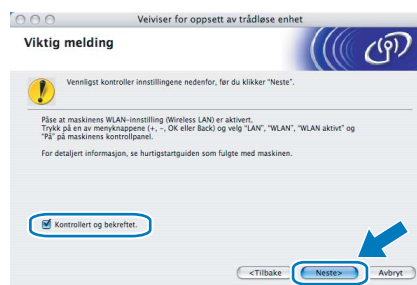 Veiviser for oppsett av trådløse enhet
Viktig melding
Vennligst kontroller innstillingene nedenfor, før du klikker "Neste".
Påse at maskinens WLAN-innstilling (Wireless LAN) er aktivert.
Trykk på en av menyknappene (+, -, OK eller Back) og velg "LAN", "WLAN", "WLAN aktivt" og
"På" på maskinens kontrollpanel.
For detaljert informasjon, se hurtigstartguiden som fulgte med maskinen.
Kontrollert og bekreftet.
<Tilbake Neste> Avbryt